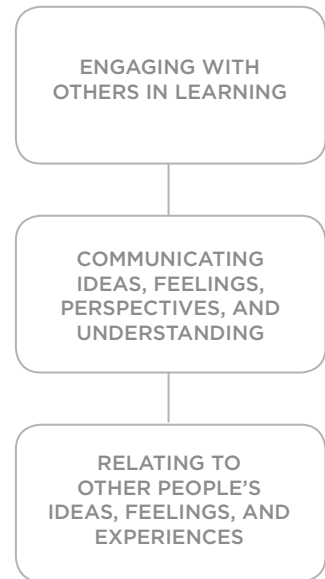 ENGAGING WITH
OTHERS IN LEARNING
COMMUNICATING
IDEAS, FEELINGS,
PERSPECTIVES, AND
UNDERSTANDING
RELATING TO
OTHER PEOPLE’S
IDEAS, FEELINGS, AND
EXPERIENCES